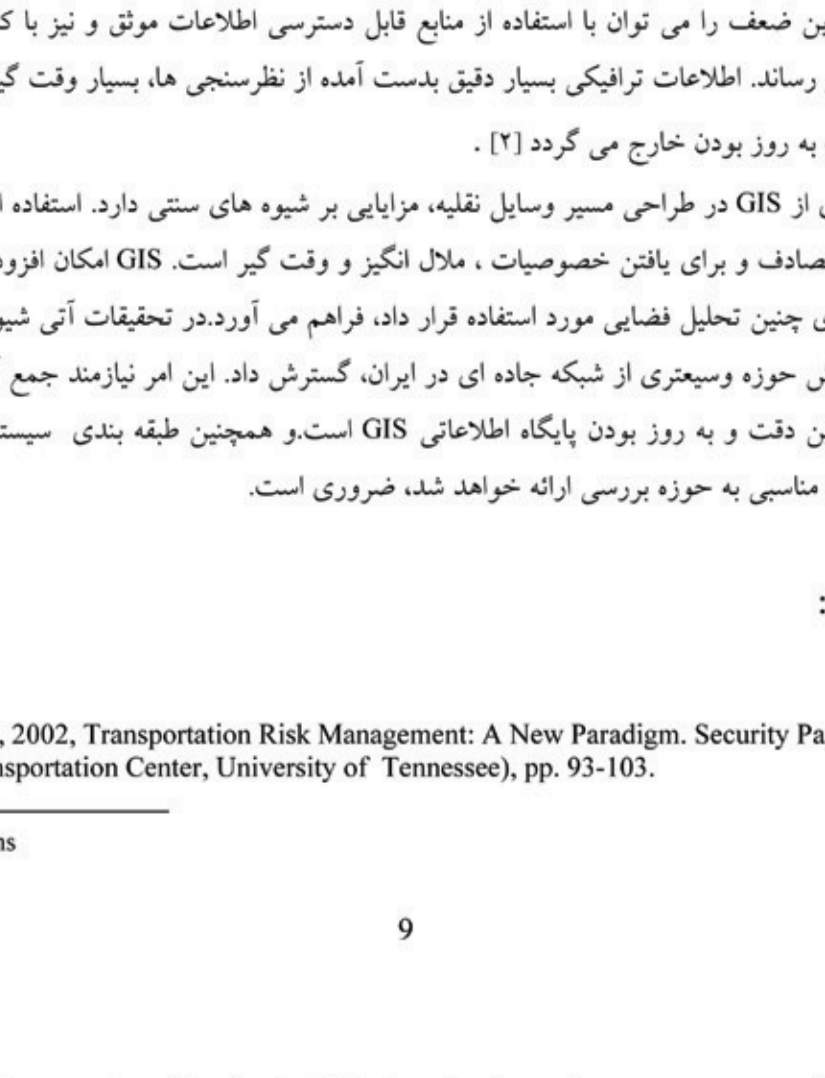 ین ضعف را می توان با استفاده از منابع قابل دسترسی اطلاعات موثق و نیز با ک
رساند. اطلاعات ترافیکی بسیار دقیق بدست آمده از نظرسنجی ها، بسیار وقت گی
به روز بودن خارج می گردد [۲] .
از GIS در طراحی مسیر وسایل نقلیه، مزایایی بر شیوه های سنتی دارد. استفاده ا
صادف و برای یافتن خصوصیات ، ملال انگیز و وقت گیر است. GIS امکان افزود
ی چنین تحلیل فضایی مورد استفاده قرار داد، فراهم می آورد.در تحقیقات آتی شیو
ش حوزه وسیعتری از شبکه جاده ای در ایران، گسترش داد. این امر نیازمند جمع آ
ن دقت و به روز بودن پایگاه اطلاعاتی GIS است.و همچنین طبقه بندی سیست
مناسبی به حوزه بررسی ارائه خواهد شد، ضروری است.
:
, 2002, Transportation Risk Management: A New Paradigm. Security Pa
nsportation Center, University of Tennessee), pp. 93-103.
ns
9